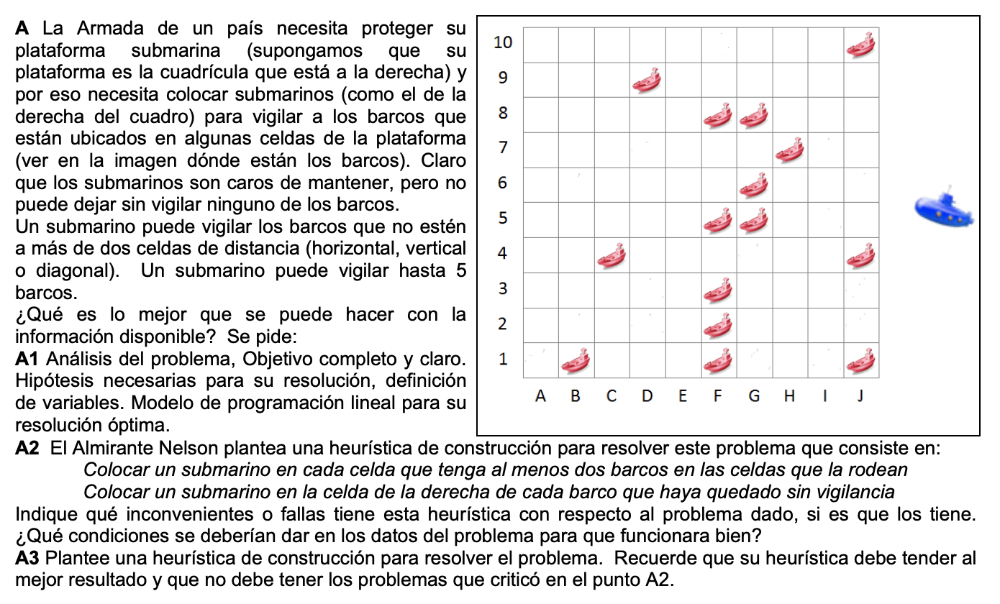 A La Armada de un país necesita proteger su
plataforma submarina (supongamos que su
plataforma es la cuadrícula que está a la derecha) y
por eso necesita colocar submarinos (como el de la
derecha del cuadro) para vigilar a los barcos que
están ubicados en algunas celdas de la plataforma
(ver en la imagen dónde están los barcos). Claro
que los submarinos son caros de mantener, pero no
puede dejar sin vigilar ninguno de los barcos.
Un submarino puede vigilar los barcos que no estén
a más de dos celdas de distancia (horizontal, vertical
o diagonal). Un submarino puede vigilar hasta 5
barcos.
¿Qué es lo mejor que se puede hacer con la
información disponible? Se pide:
A1 Análisis del problema, Objetivo completo y claro.
Hipótesis necesarias para su resolución, definición
de variables. Modelo de programación lineal para su
resolución óptima.
10
9
8
7
6
5
4
3
2
1
A B C D E F G H I J
A2 El Almirante Nelson plantea una heurística de construcción para resolver este problema que consiste en:
Colocar un submarino en cada celda que tenga al menos dos barcos en las celdas que la rodean
Colocar un submarino en la celda de la derecha de cada barco que haya quedado sin vigilancia
Indique qué inconvenientes o fallas tiene esta heurística con respecto al problema dado, si es que los tiene.
¿Qué condiciones se deberían dar en los datos del problema para que funcionara bien?
A3 Plantee una heurística de construcción para resolver el problema. Recuerde que su heurística debe tender al
mejor resultado y que no debe tener los problemas que criticó en el punto A2.